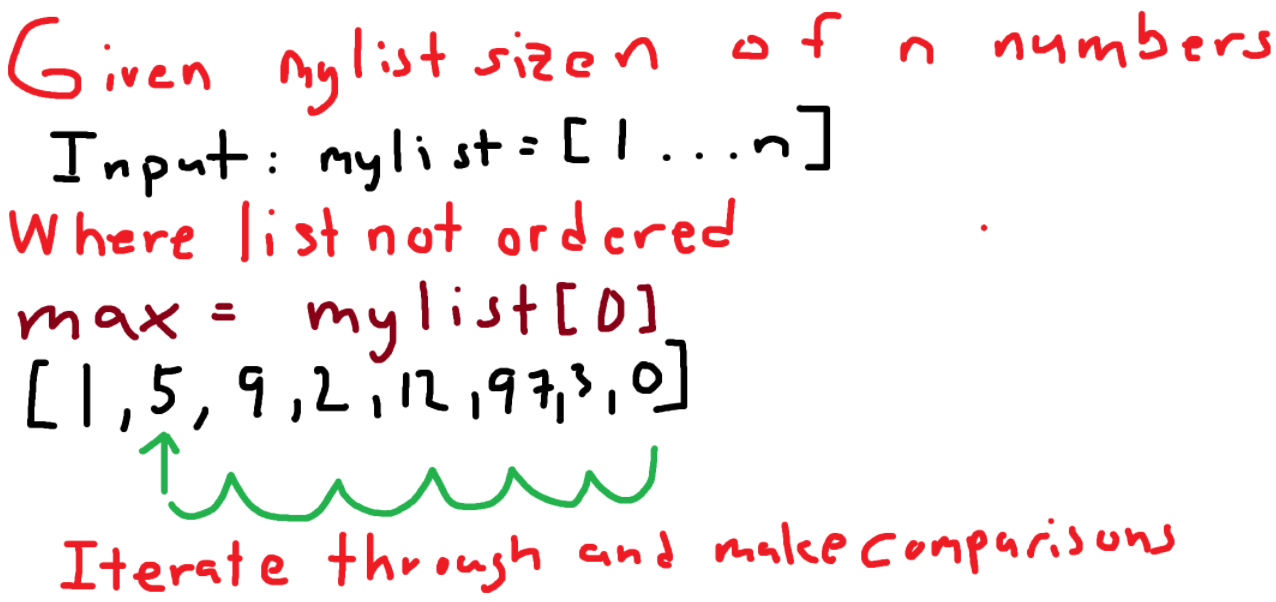 Given mylist size n of n numbers
Input: mylist = [1 ... n]
Where list not ordered
max = mylist[0]
[1, 5, 9, 2, 12, 97, 3, 0]
Iterate through and make comparisons